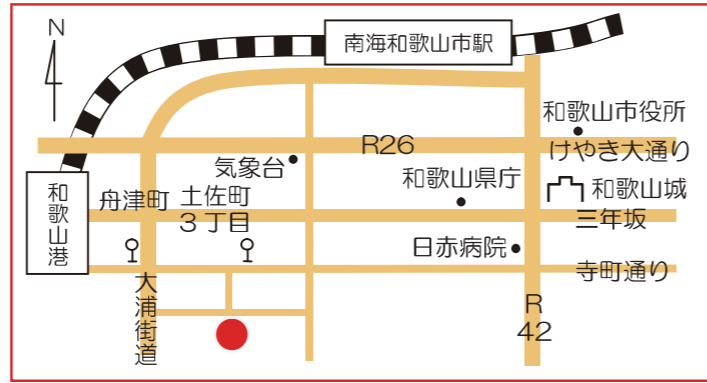 N
南海和歌山市駅
和歌山市役所
R26
けやき大通り
気象台
和歌山港
舟津町
土佐町
3丁目
和歌山県庁
和歌山城
三年坂
日赤病院
寺町通り
大浦街道
R
42